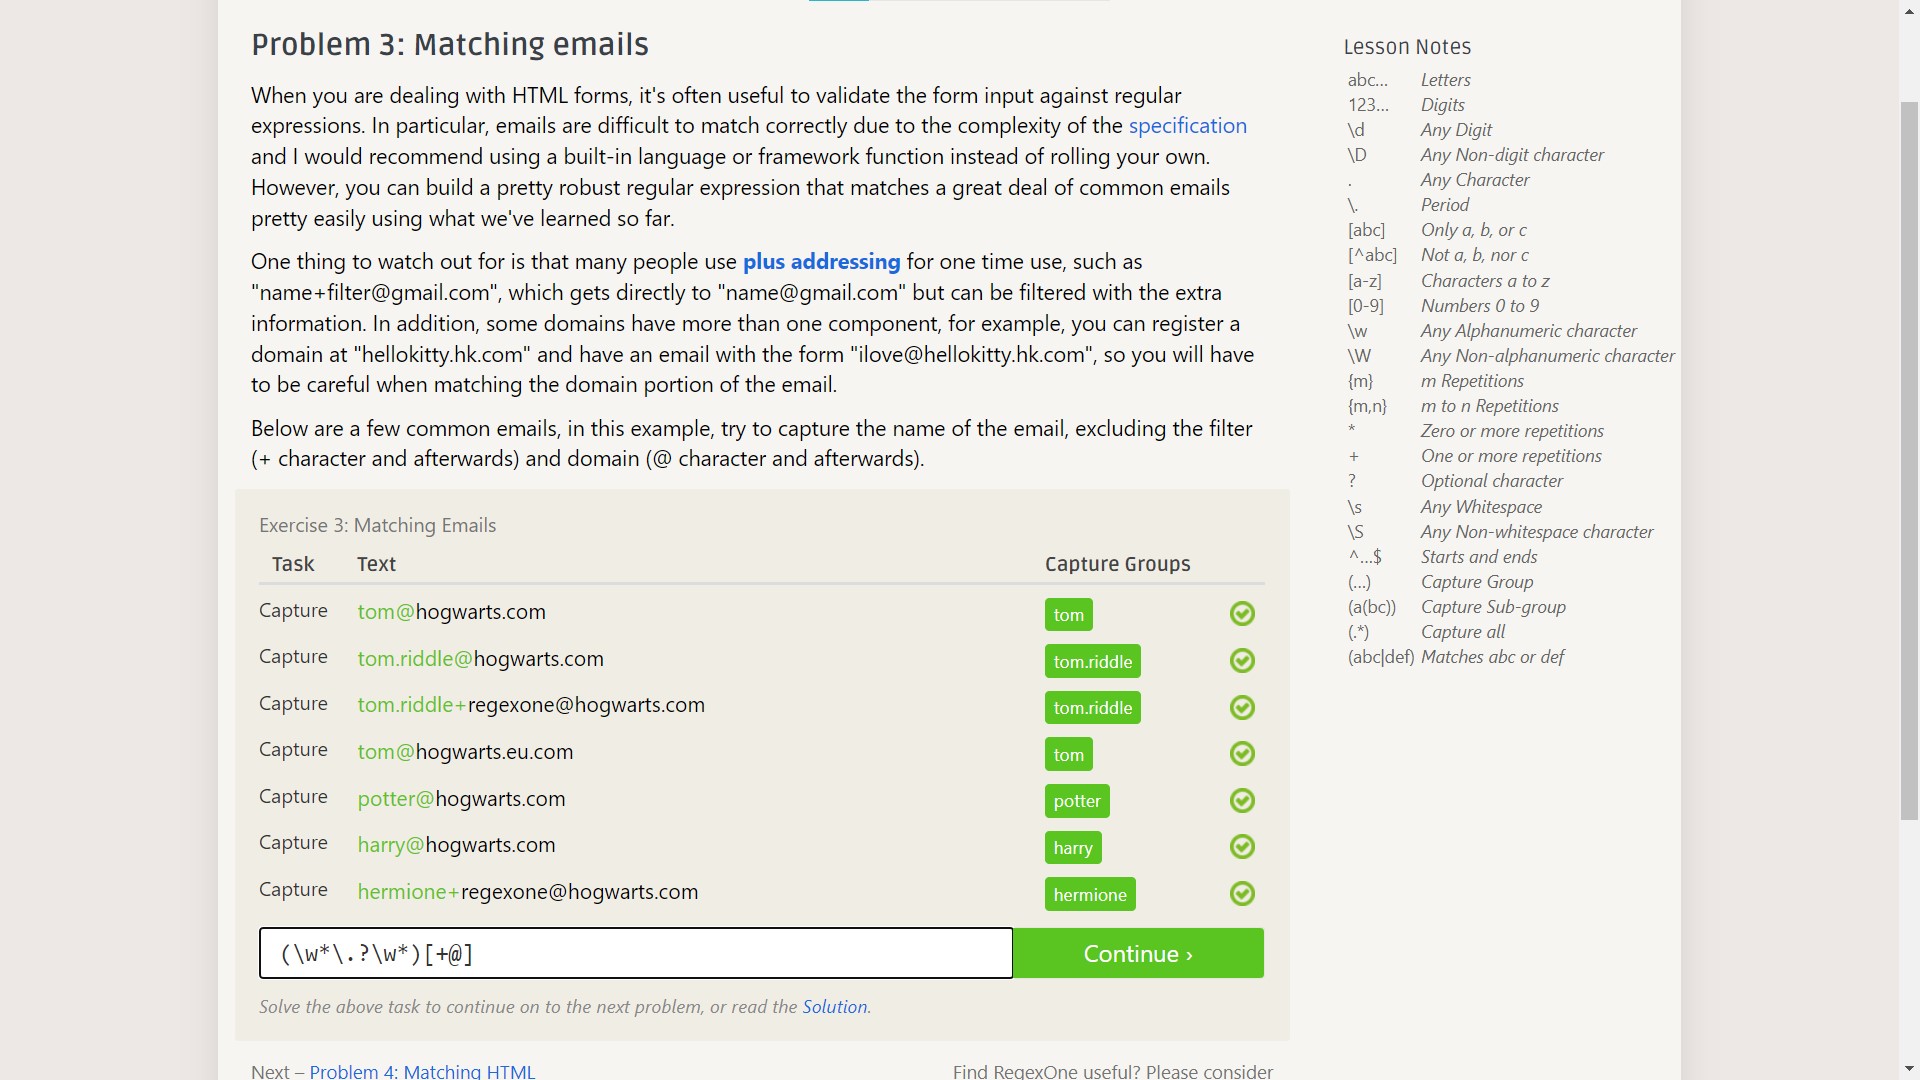 Problem 3: Matching emails
When you are dealing with HTML forms, it's often useful to validate the form input against regular
expressions. In particular, emails are difficult to match correctly due to the complexity of the specification
and I would recommend using a built-in language or framework function instead of rolling your own.
However, you can build a pretty robust regular expression that matches a great deal of common emails
pretty easily using what we've learned so far.
One thing to watch out for is that many people use plus addressing for one time use, such as
"name+filter@gmail.com", which gets directly to "name@gmail.com" but can be filtered with the extra
information. In addition, some domains have more than one component, for example, you can register a
domain at "hellokitty.hk.com" and have an email with the form "ilove@hellokitty.hk.com", so you will have
to be careful when matching the domain portion of the email.
Below are a few common emails, in this example, try to capture the name of the email, excluding the filter
(+ character and afterwards) and domain (@ character and afterwards).
Exercise 3: Matching Emails
Task Text Capture Groups
Capture tom@hogwarts.com tom
Capture tom.riddle@hogwarts.com tom.riddle
Capture tom.riddle+regexone@hogwarts.com tom.riddle
Capture tom@hogwarts.eu.com tom
Capture potter@hogwarts.com potter
Capture harry@hogwarts.com harry
Capture hermione+regexone@hogwarts.com hermione
(\w*\.?\w*)[+@] Continue ›
Solve the above task to continue on to the next problem, or read the Solution.
Next – Problem 4: Matching HTML
Find RegexOne useful? Please consider
Lesson Notes
abc... Letters
123... Digits
\d Any Digit
\D Any Non-digit character
. Any Character
\. Period
[abc] Only a, b, or c
[^abc] Not a, b, nor c
[a-z] Characters a to z
[0-9] Numbers 0 to 9
\w Any Alphanumeric character
\W Any Non-alphanumeric character
{m} m Repetitions
{m,n} m to n Repetitions
* Zero or more repetitions
+ One or more repetitions
? Optional character
\s Any Whitespace
\S Any Non-whitespace character
^...$ Starts and ends
(...) Capture Group
(a(bc)) Capture Sub-group
(.*) Capture all
(abc|def) Matches abc or def